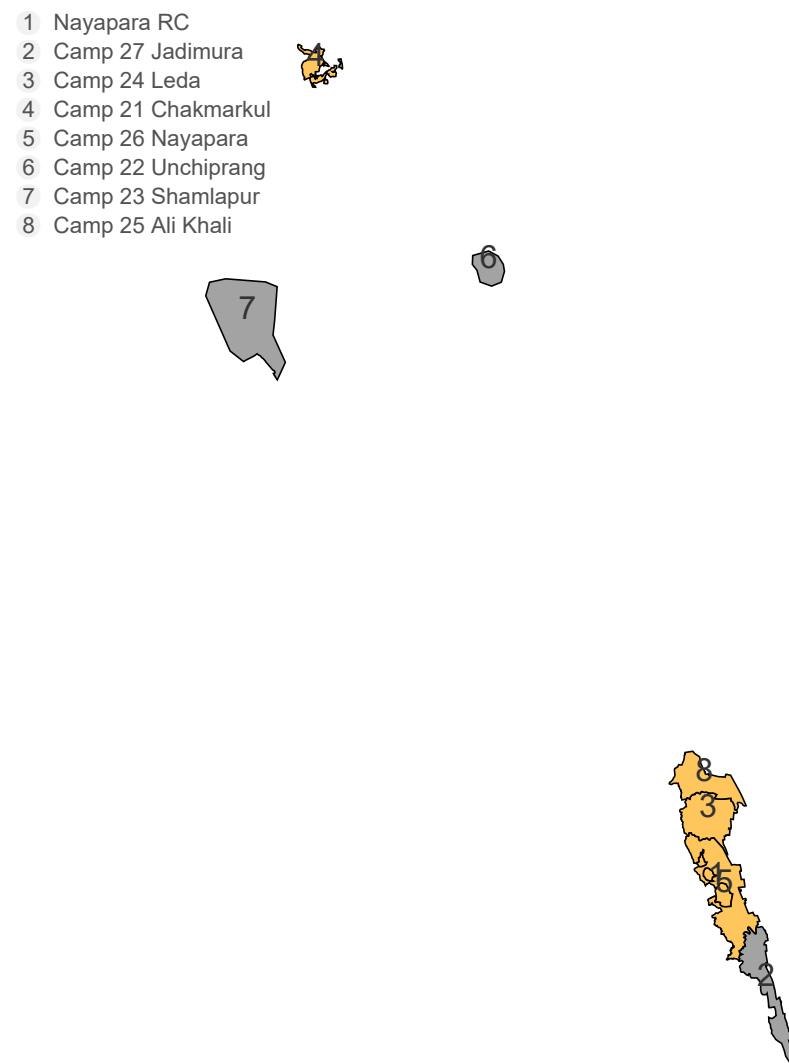 1 Nayapara RC
2 Camp 27 Jadimura
3 Camp 24 Leda
4 Camp 21 Chakmarkul
5 Camp 26 Nayapara
6 Camp 22 Unchiprang
7 Camp 23 Shamlapur
8 Camp 25 Ali Khali
4
6
7
8
3
1
5
2